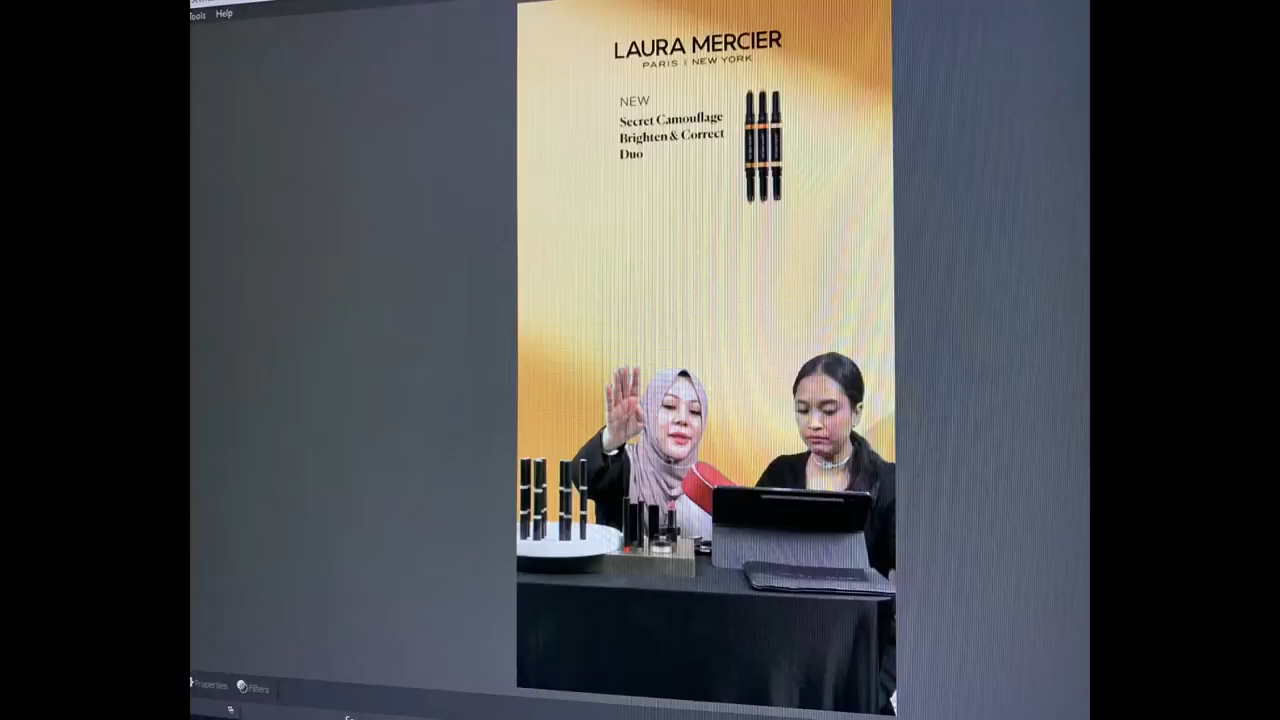 Tools Help
LAURA MERCIER
PARIS | NEW YORK
NEW
Secret Camouflage
Brighten & Correct
Duo
Properties Filters